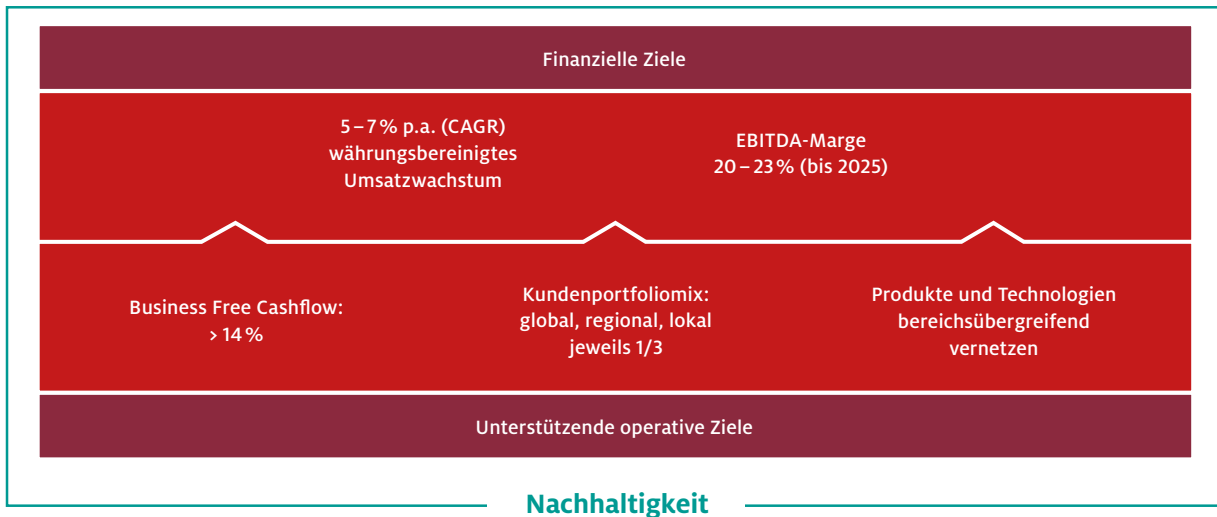 Finanzielle Ziele
5–7% p.a. (CAGR)
währungsbereinigtes
Umsatzwachstum
EBITDA-Marge
20–23% (bis 2025)
Business Free Cashflow:
> 14%
Kundenportfoliomix:
global, regional, lokal
jeweils 1/3
Produkte und Technologien
bereichsübergreifend
vernetzen
Unterstützende operative Ziele
Nachhaltigkeit